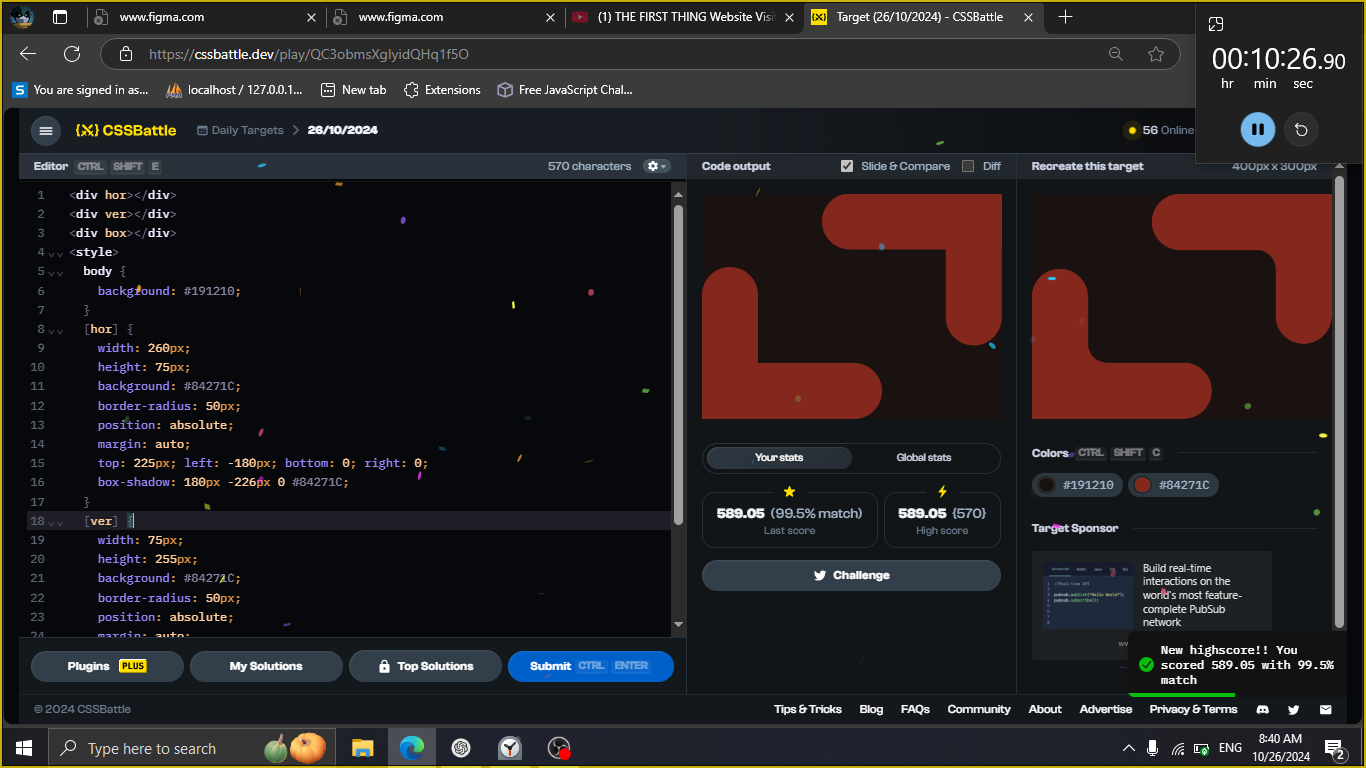 www.figma.com
www.figma.com
(1) THE FIRST THING Website Visi
Target (26/10/2024) - CSSBattle
00:10:26.90
hr min sec
https://cssbattle.dev/play/QC3obmsXglyidQHq1f5O
You are signed in as...
localhost / 127.0.0.1...
New tab
Extensions
Free JavaScript Chal...
{X} CSSBattle
Daily Targets > 26/10/2024
56 Online
Editor CTRL SHIFT E
570 characters
Code output
Slide & Compare
Diff
Recreate this target
400px x 300px
1 <div hor></div>
2 <div ver></div>
3 <div box></div>
4 <style>
5 body {
6 background: #191210;
7 }
8 [hor] {
9 width: 260px;
10 height: 75px;
11 background: #84271C;
12 border-radius: 50px;
13 position: absolute;
14 margin: auto;
15 top: 225px; left: -180px; bottom: 0; right: 0;
16 box-shadow: 180px -226px 0 #84271C;
17 }
18 [ver] {
19 width: 75px;
20 height: 255px;
21 background: #84271C;
22 border-radius: 50px;
23 position: absolute;
24 margin: auto;
Your stats
Global stats
589.05 (99.5% match)
Last score
589.05 {570}
High score
Challenge
Colors CTRL SHIFT C
#191210
#84271C
Target Sponsor
Build real-time
interactions on the
world's most feature-
complete PubSub
network
New highscore!! You
scored 589.05 with 99.5%
match
Plugins PLUS
My Solutions
Top Solutions
Submit CTRL ENTER
© 2024 CSSBattle
Tips & Tricks
Blog
FAQs
Community
About
Advertise
Privacy & Terms
Type here to search
ENG
8:40 AM
10/26/2024
2